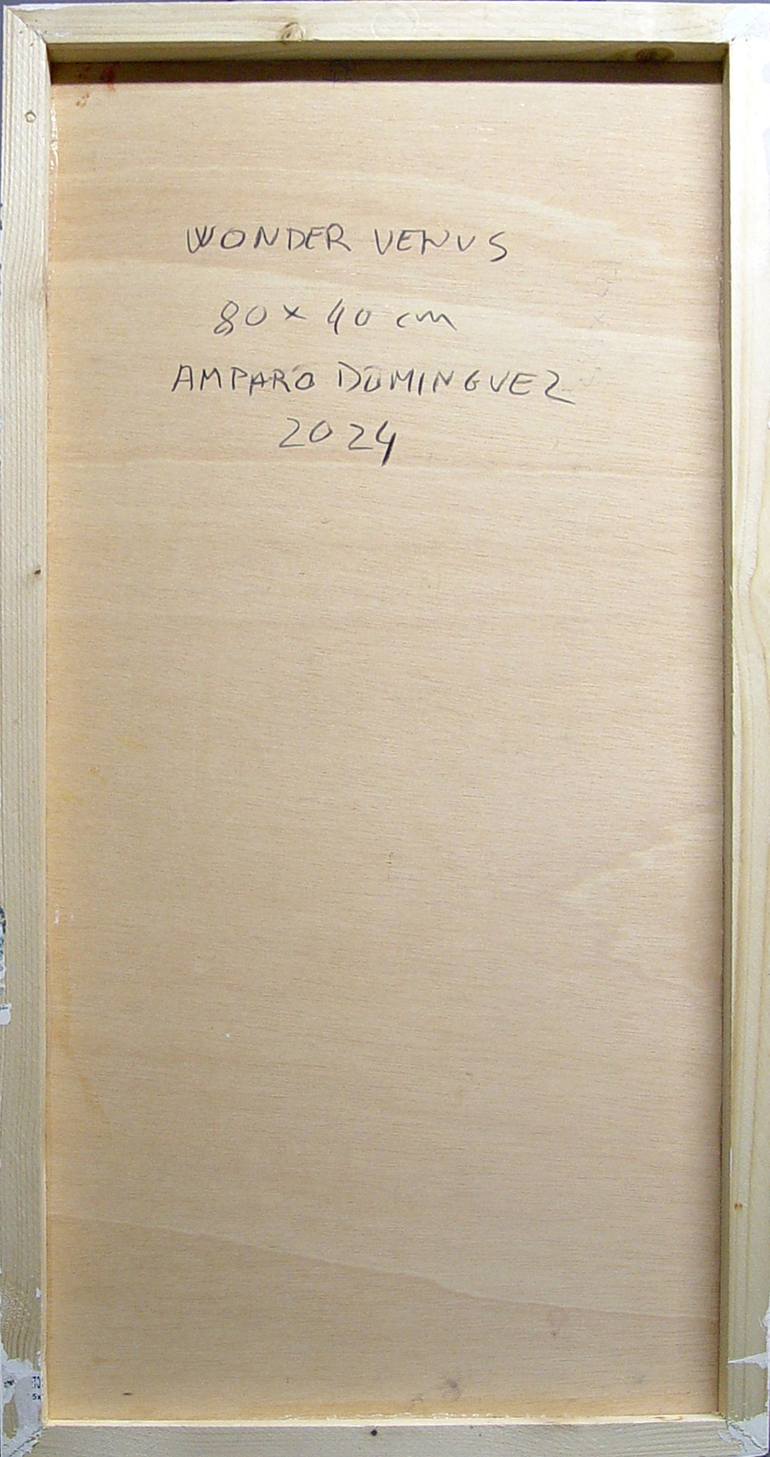 WONDER VENUS
80 x 40 cm
AMPARO DOMINGUEZ
2024